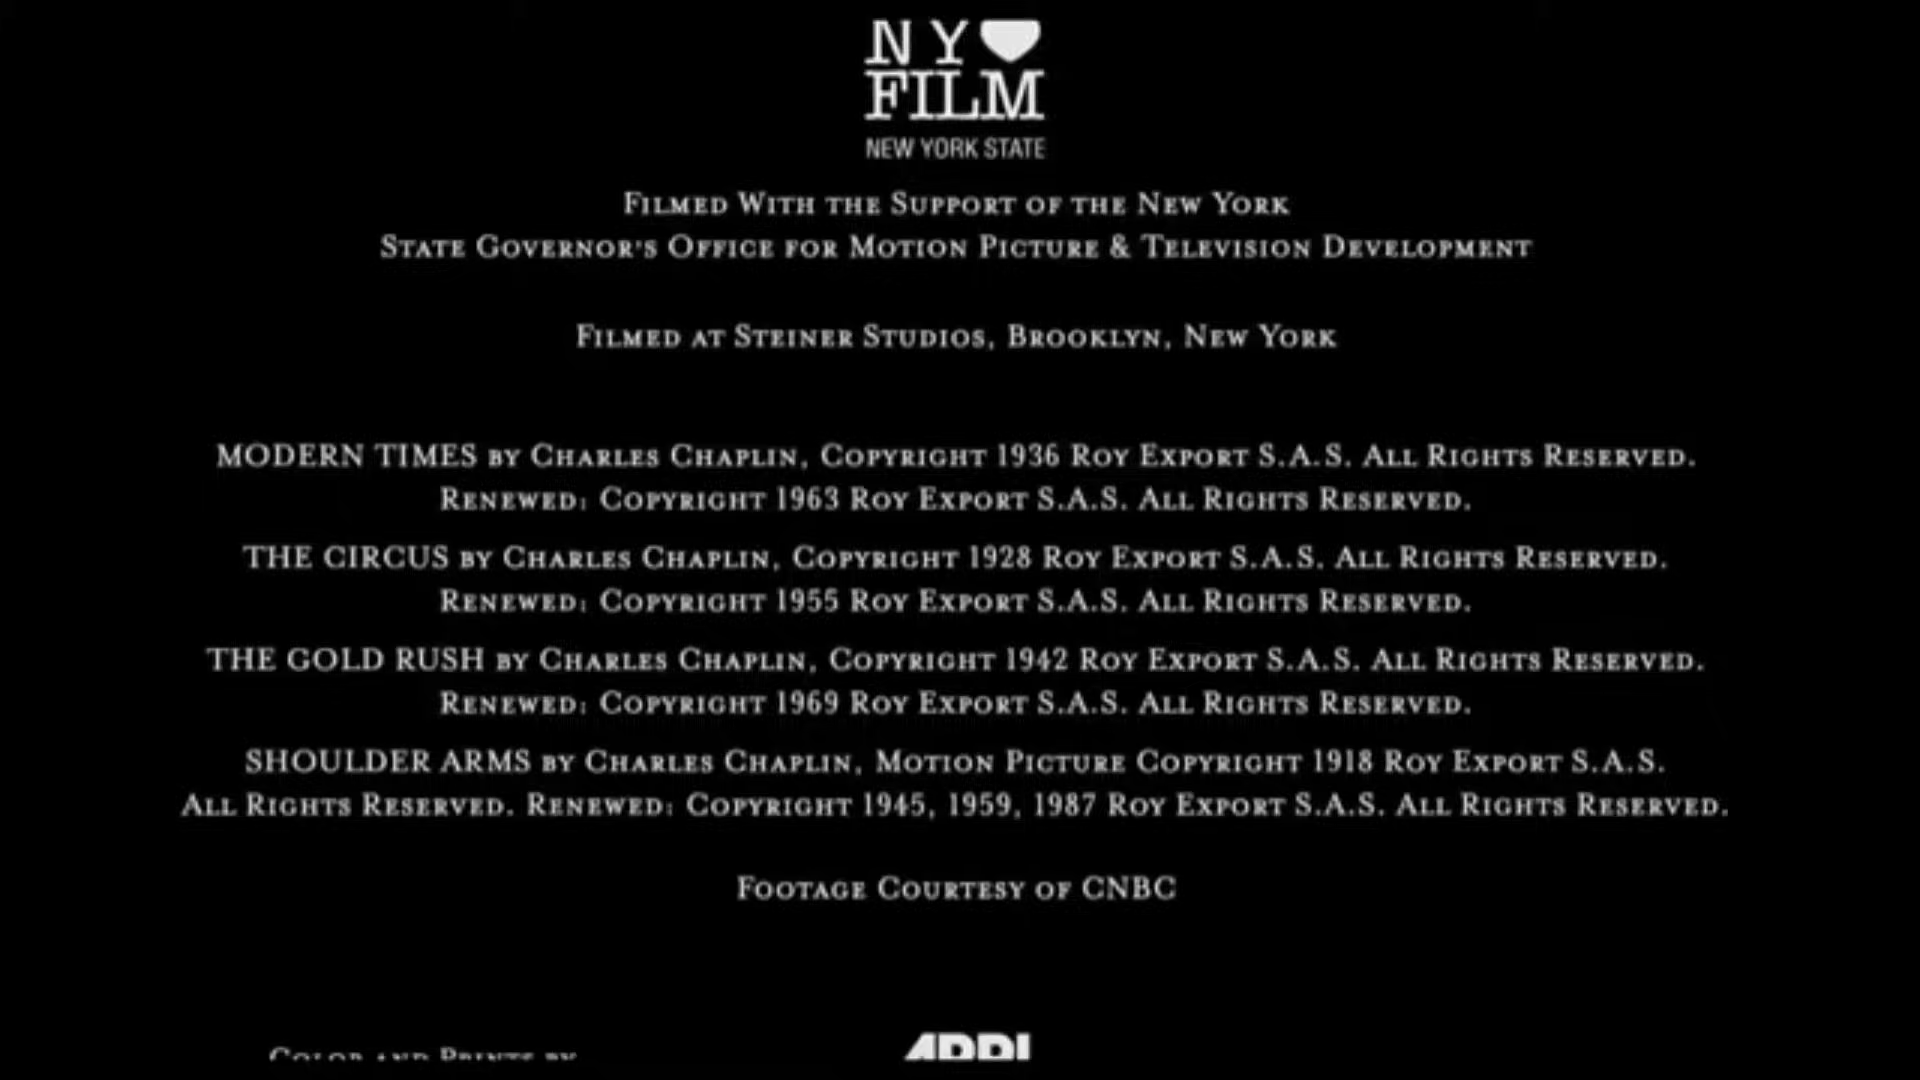 NY
FILM
NEW YORK STATE
Filmed With the Support of the New York
State Governor's Office for Motion Picture & Television Development
Filmed at Steiner Studios, Brooklyn, New York
MODERN TIMES by Charles Chaplin, Copyright 1936 Roy Export S.A.S. All Rights Reserved.
Renewed: Copyright 1963 Roy Export S.A.S. All Rights Reserved.
THE CIRCUS by Charles Chaplin, Copyright 1928 Roy Export S.A.S. All Rights Reserved.
Renewed: Copyright 1955 Roy Export S.A.S. All Rights Reserved.
THE GOLD RUSH by Charles Chaplin, Copyright 1942 Roy Export S.A.S. All Rights Reserved.
Renewed: Copyright 1969 Roy Export S.A.S. All Rights Reserved.
SHOULDER ARMS by Charles Chaplin, Motion Picture Copyright 1918 Roy Export S.A.S.
All Rights Reserved. Renewed: Copyright 1945, 1959, 1987 Roy Export S.A.S. All Rights Reserved.
Footage Courtesy of CNBC
Color and Prints by